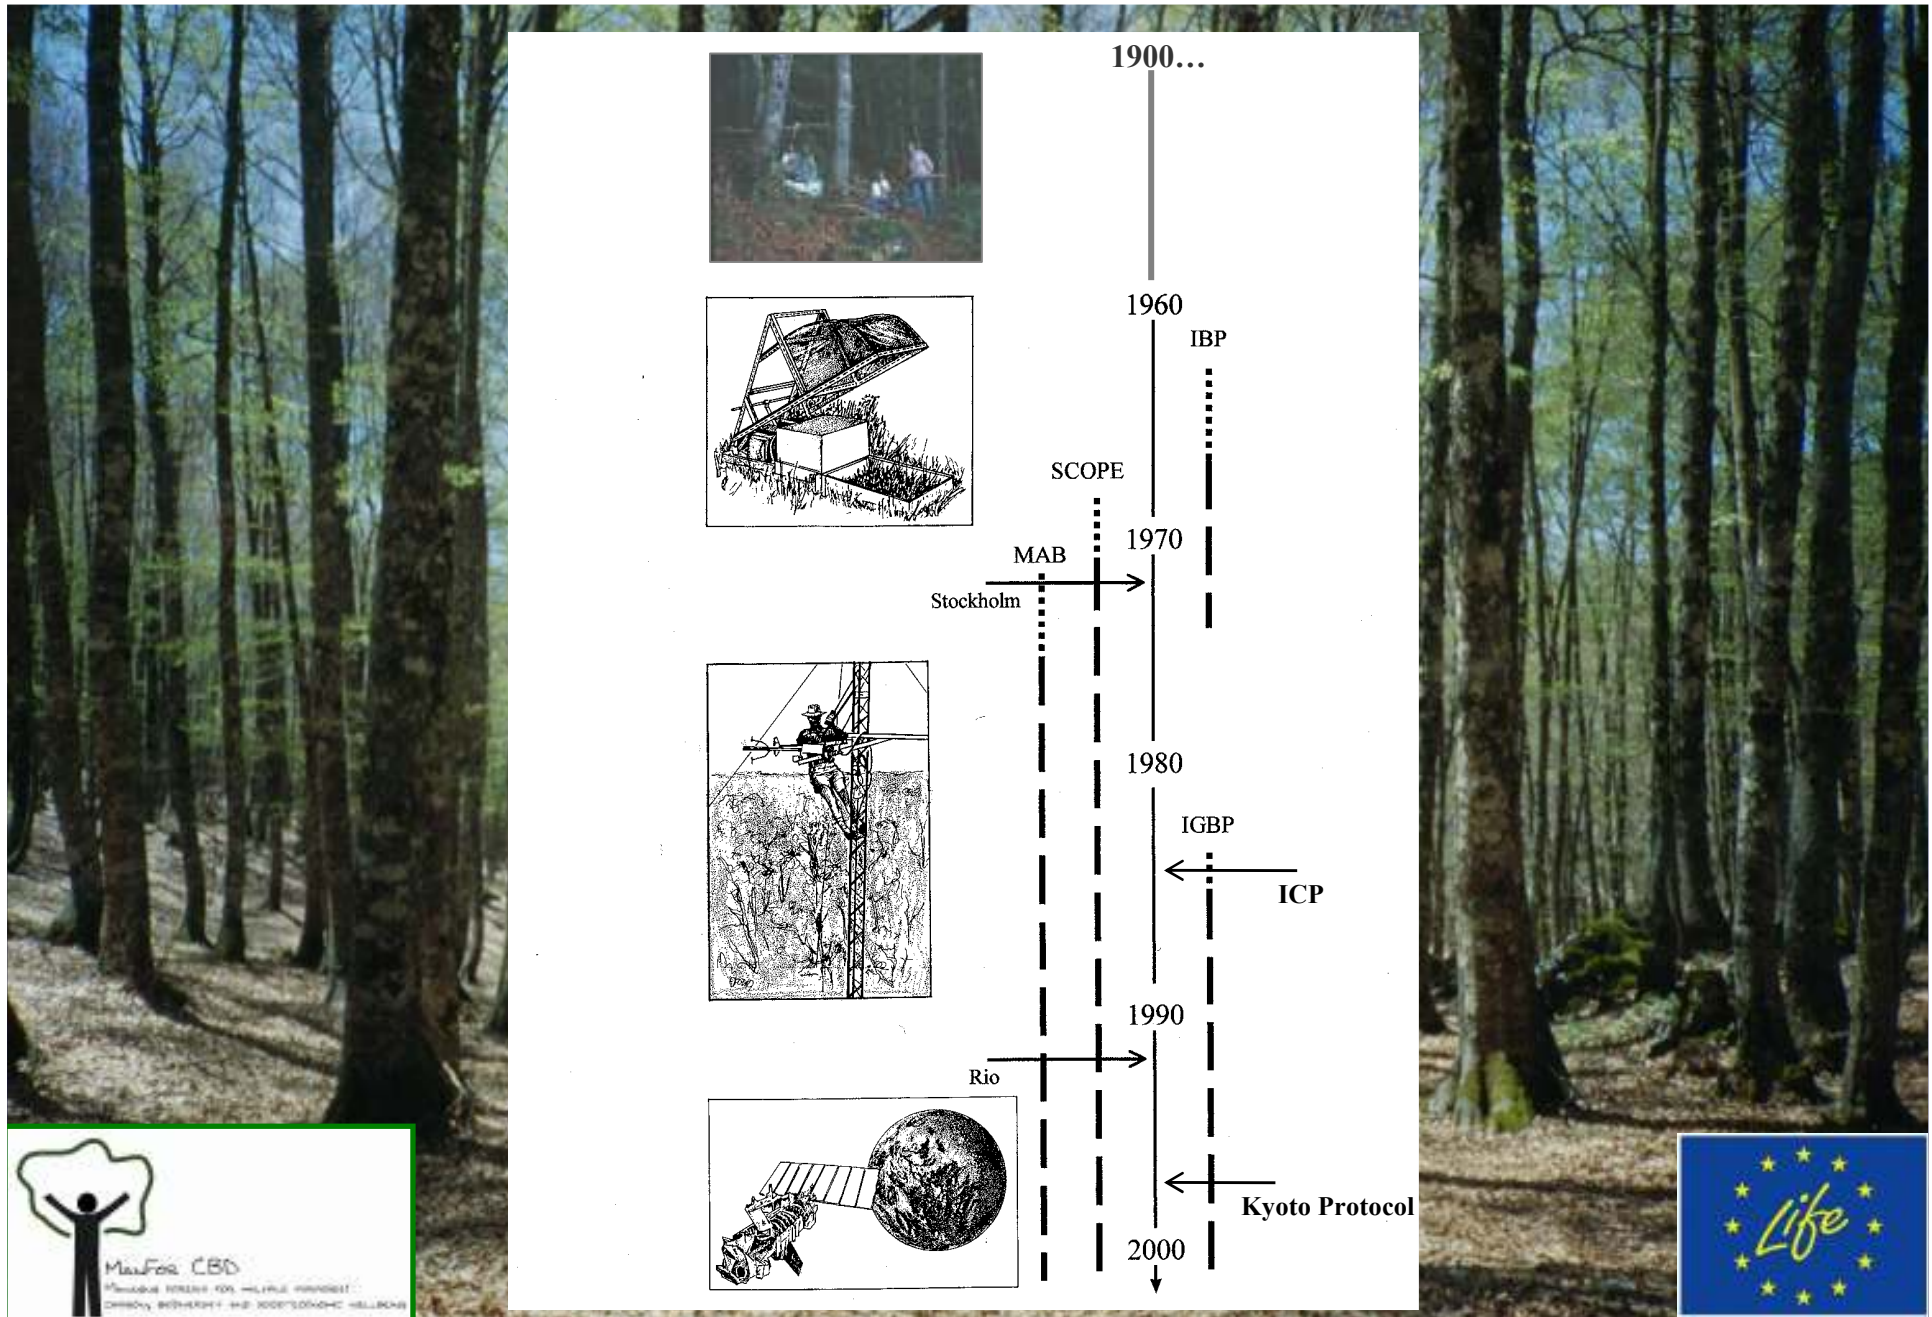 1900…
1960
IBP
SCOPE
1970
MAB
Stockholm
1980
IGBP
ICP
1990
Rio
Kyoto Protocol
2000
ManFor CBD
Life